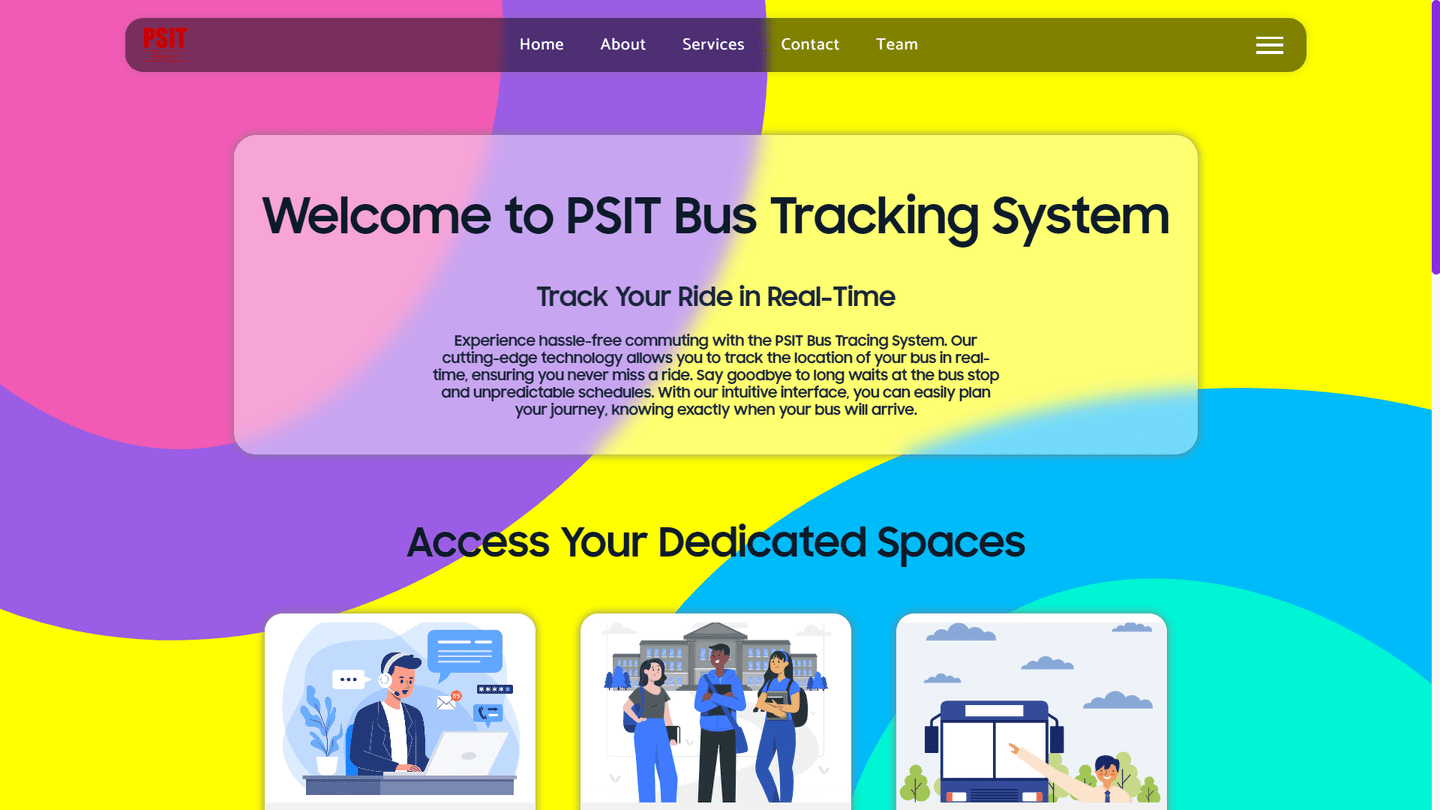 PSIT
Home About Services Contact Team
Welcome to PSIT Bus Tracking System
Track Your Ride in Real-Time
Experience hassle-free commuting with the PSIT Bus Tracing System. Our
cutting-edge technology allows you to track the location of your bus in real-
time, ensuring you never miss a ride. Say goodbye to long waits at the bus stop
and unpredictable schedules. With our intuitive interface, you can easily plan
your journey, knowing exactly when your bus will arrive.
Access Your Dedicated Spaces